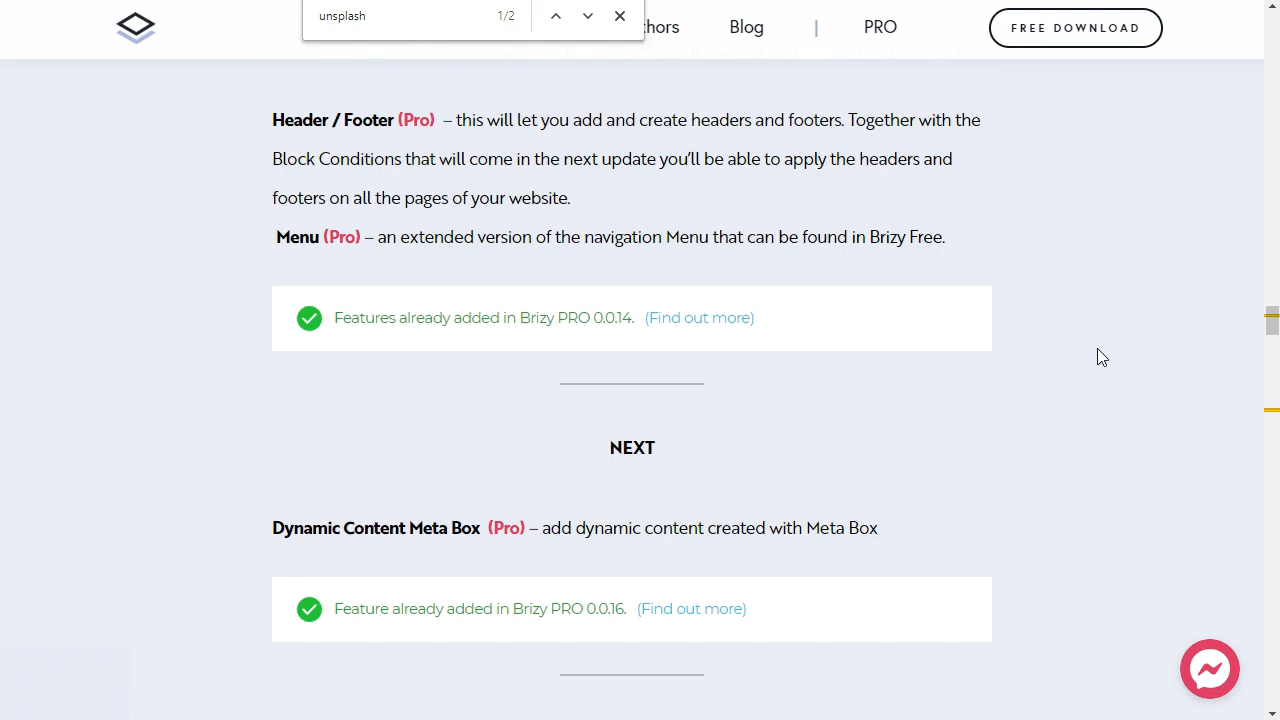 unsplash 1/2
hors Blog | PRO FREE DOWNLOAD
Header / Footer (Pro) – this will let you add and create headers and footers. Together with the
Block Conditions that will come in the next update you’ll be able to apply the headers and
footers on all the pages of your website.
Menu (Pro) – an extended version of the navigation Menu that can be found in Brizy Free.
Features already added in Brizy PRO 0.0.14. (Find out more)
NEXT
Dynamic Content Meta Box (Pro) – add dynamic content created with Meta Box
Feature already added in Brizy PRO 0.0.16. (Find out more)